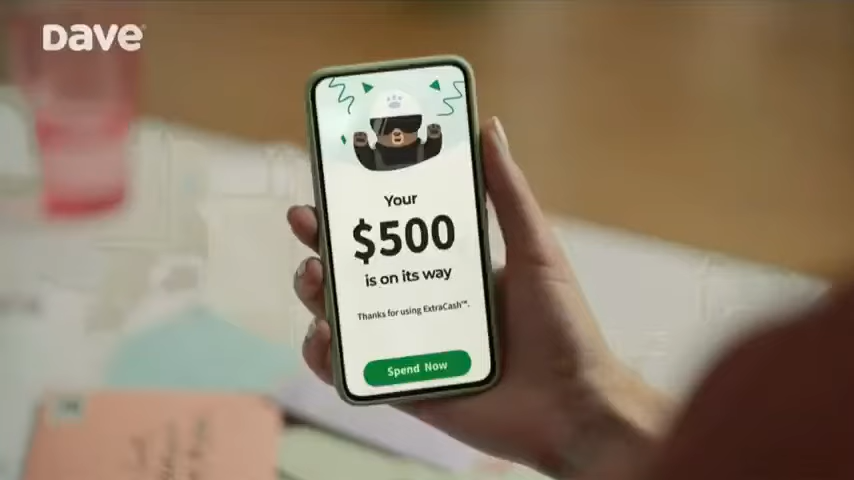 Dave
Your
$500
is on its way
Thanks for using ExtraCash™.
Spend Now